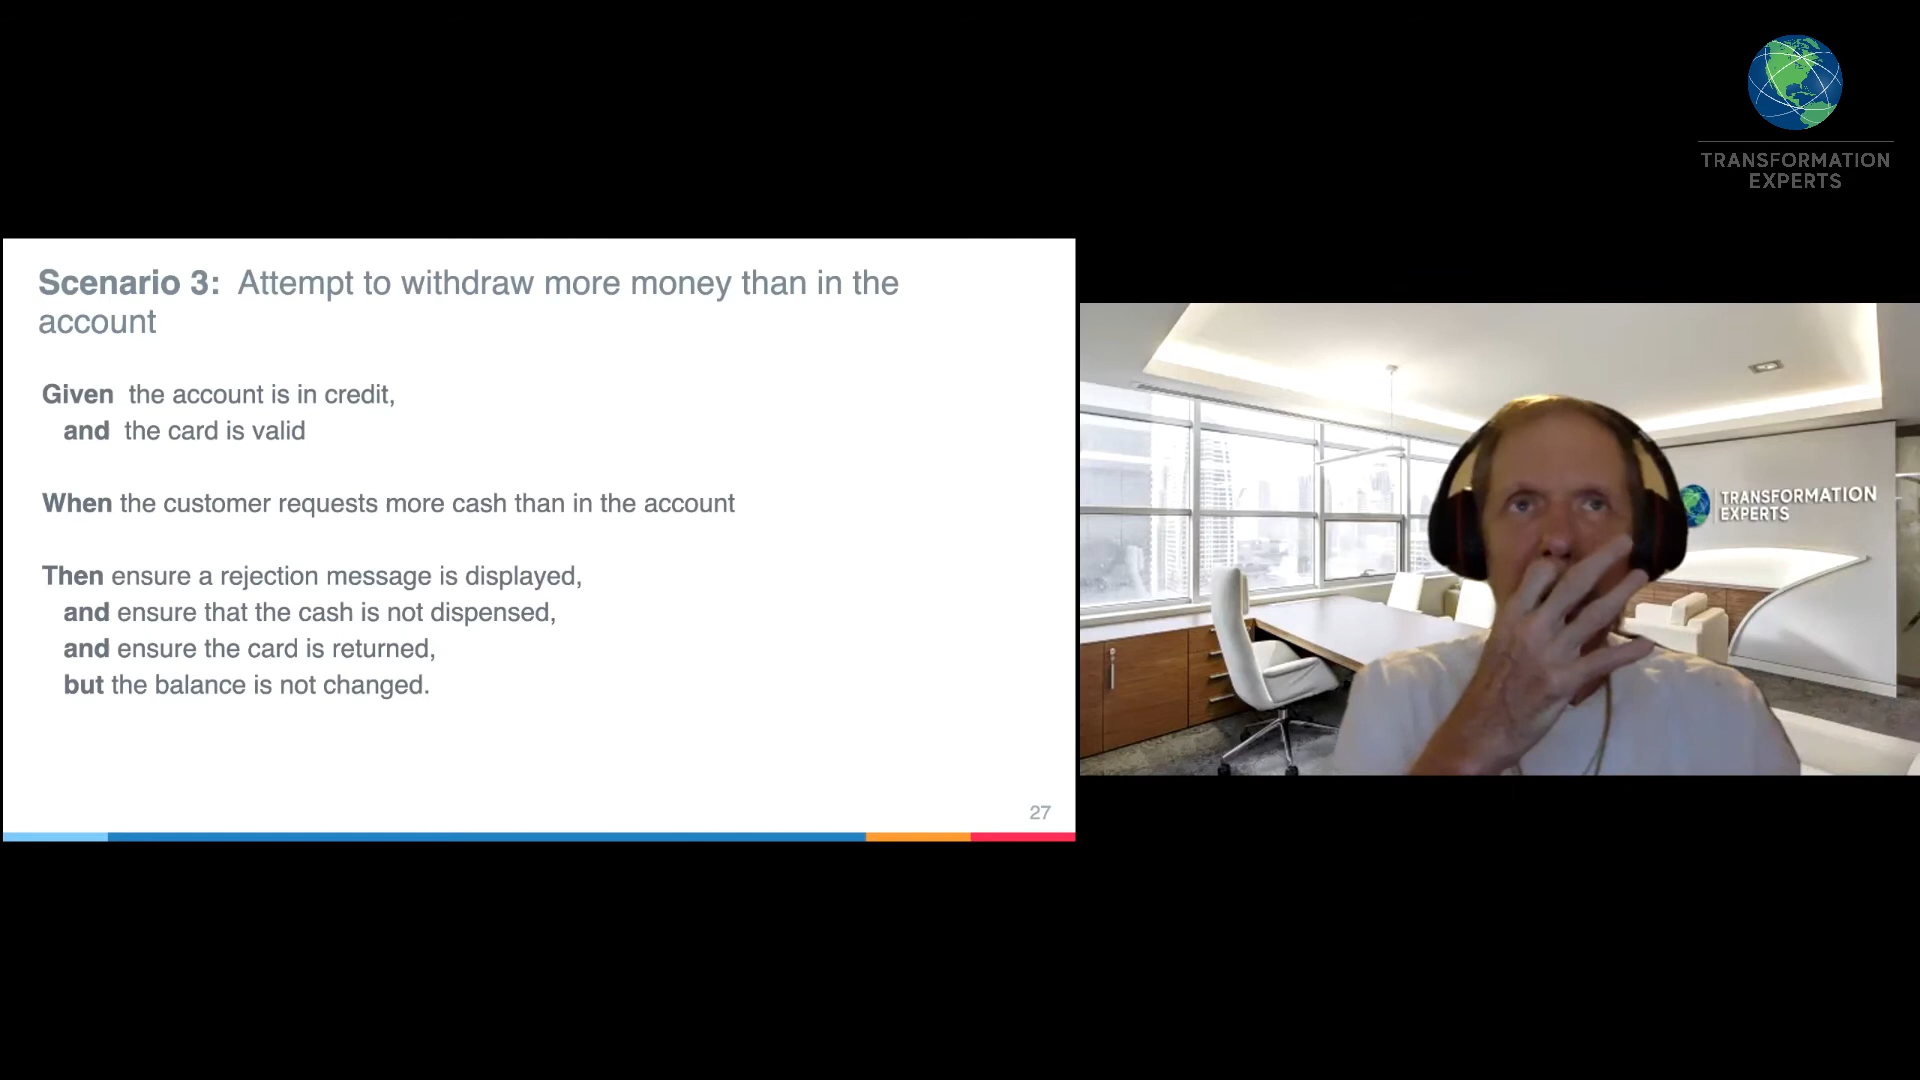 TRANSFORMATION
EXPERTS
Scenario 3: Attempt to withdraw more money than in the
account
Given the account is in credit,
and the card is valid
When the customer requests more cash than in the account
Then ensure a rejection message is displayed,
and ensure that the cash is not dispensed,
and ensure the card is returned,
but the balance is not changed.
27
TRANSFORMATION
EXPERTS